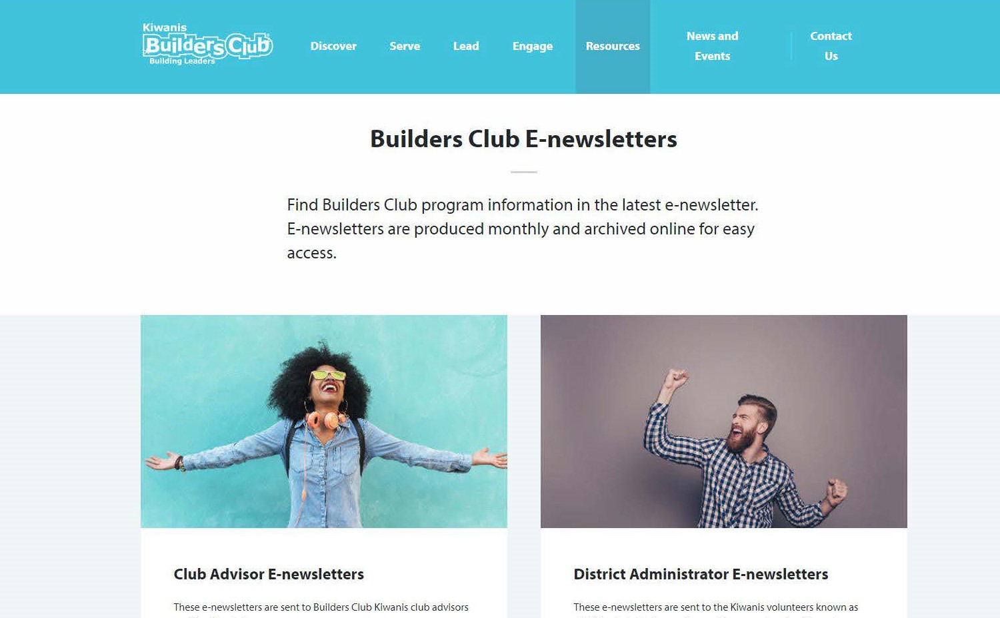 Kiwanis
Builders Club
Building Leaders
Discover
Serve
Lead
Engage
Resources
News and
Events
Contact
Us
Builders Club E-newsletters
Find Builders Club program information in the latest e-newsletter.
E-newsletters are produced monthly and archived online for easy
access.
Club Advisor E-newsletters
These e-newsletters are sent to Builders Club Kiwanis club advisors
District Administrator E-newsletters
These e-newsletters are sent to the Kiwanis volunteers known as